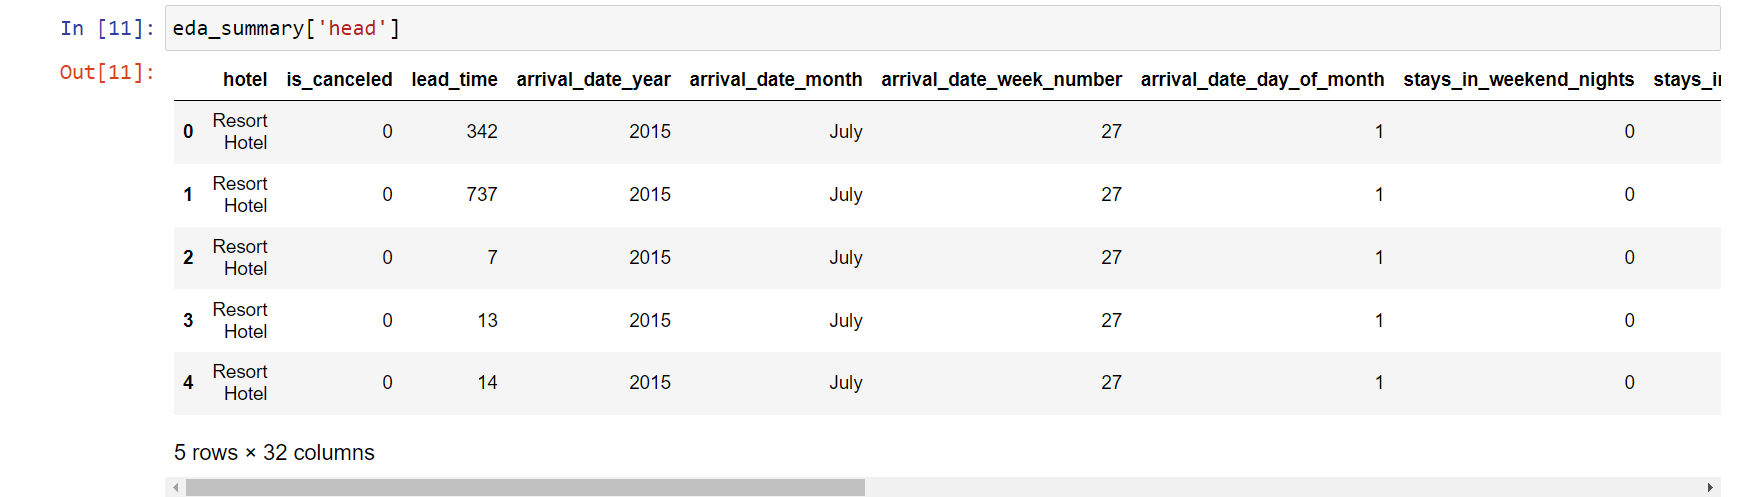 In [11]: eda_summary['head']
Out[11]:
hotel is_canceled lead_time arrival_date_year arrival_date_month arrival_date_week_number arrival_date_day_of_month stays_in_weekend_nights
0 Resort Hotel 0 342 2015 July 27 1 0
1 Resort Hotel 0 737 2015 July 27 1 0
2 Resort Hotel 0 7 2015 July 27 1 0
3 Resort Hotel 0 13 2015 July 27 1 0
4 Resort Hotel 0 14 2015 July 27 1 0
5 rows × 32 columns